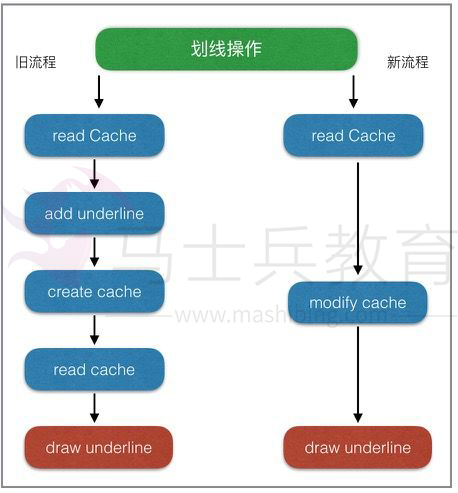 划线操作
旧流程
新流程
read Cache
read Cache
add underline
马士兵教育
create cache
modify cache
www.mashibing.com
read cache
draw underline
draw underline